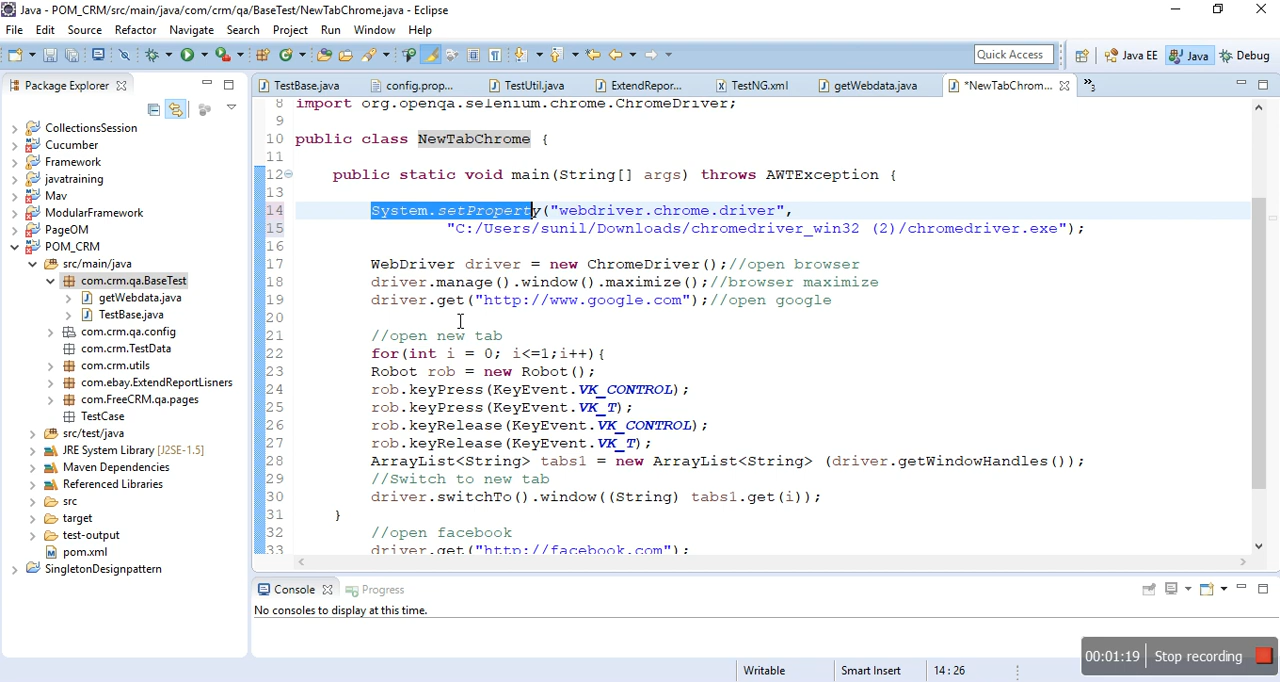 Java - POM_CRM/src/main/java/com/crm/qa/BaseTest/NewTabChrome.java - Eclipse
File Edit Source Refactor Navigate Search Project Run Window Help
Quick Access Java EE Java Debug
Package Explorer
TestBase.java config.prop... TestUtil.java ExtendRepor... TestNG.xml getWebdata.java *NewTabChrom... »3
CollectionsSession
Cucumber
Framework
javatraining
Mav
ModularFramework
PageOM
POM_CRM
src/main/java
com.crm.qa.BaseTest
getWebdata.java
TestBase.java
com.crm.qa.config
com.crm.TestData
com.crm.utils
com.ebay.ExtendReportLisners
com.FreeCRM.qa.pages
TestCase
src/test/java
JRE System Library [J2SE-1.5]
Maven Dependencies
Referenced Libraries
src
target
test-output
pom.xml
SingletonDesignpattern
8 import org.openqa.selenium.chrome.ChromeDriver;
9
10 public class NewTabChrome {
11
12 public static void main(String[] args) throws AWTException {
13
14 System.setProperty("webdriver.chrome.driver",
15 "C:/Users/sunil/Downloads/chromedriver_win32 (2)/chromedriver.exe");
16
17 WebDriver driver = new ChromeDriver();//open browser
18 driver.manage().window().maximize();//browser maximize
19 driver.get("http://www.google.com");//open google
20
21 //open new tab
22 for(int i = 0; i<=1;i++){
23 Robot rob = new Robot();
24 rob.keyPress(KeyEvent.VK_CONTROL);
25 rob.keyPress(KeyEvent.VK_T);
26 rob.keyRelease(KeyEvent.VK_CONTROL);
27 rob.keyRelease(KeyEvent.VK_T);
28 ArrayList<String> tabs1 = new ArrayList<String> (driver.getWindowHandles());
29 //Switch to new tab
30 driver.switchTo().window((String) tabs1.get(i));
31 }
32 //open facebook
33 driver.get("http://facebook.com");
Console Progress
No consoles to display at this time.
00:01:19 Stop recording
Writable Smart Insert 14 : 26